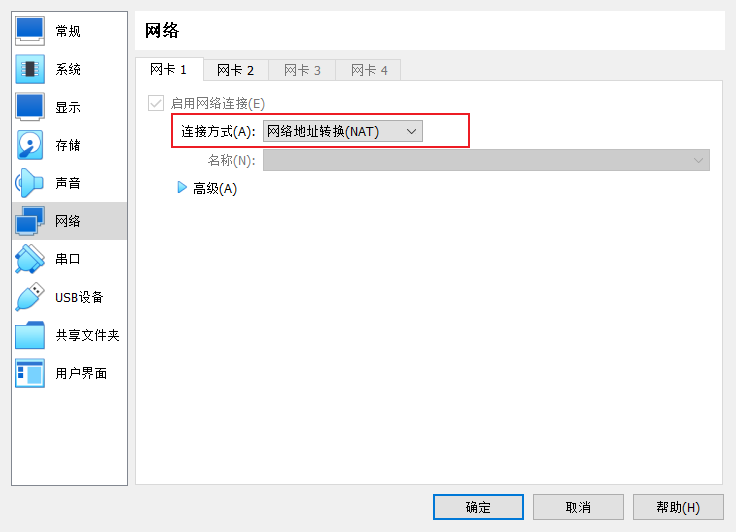 常规
系统
显示
存储
声音
网络
串口
USB设备
共享文件夹
用户界面
网络
网卡 1 网卡 2 网卡 3 网卡 4
启用网络连接(E)
连接方式(A): 网络地址转换(NAT)
名称(N):
高级(A)
确定 取消 帮助(H)